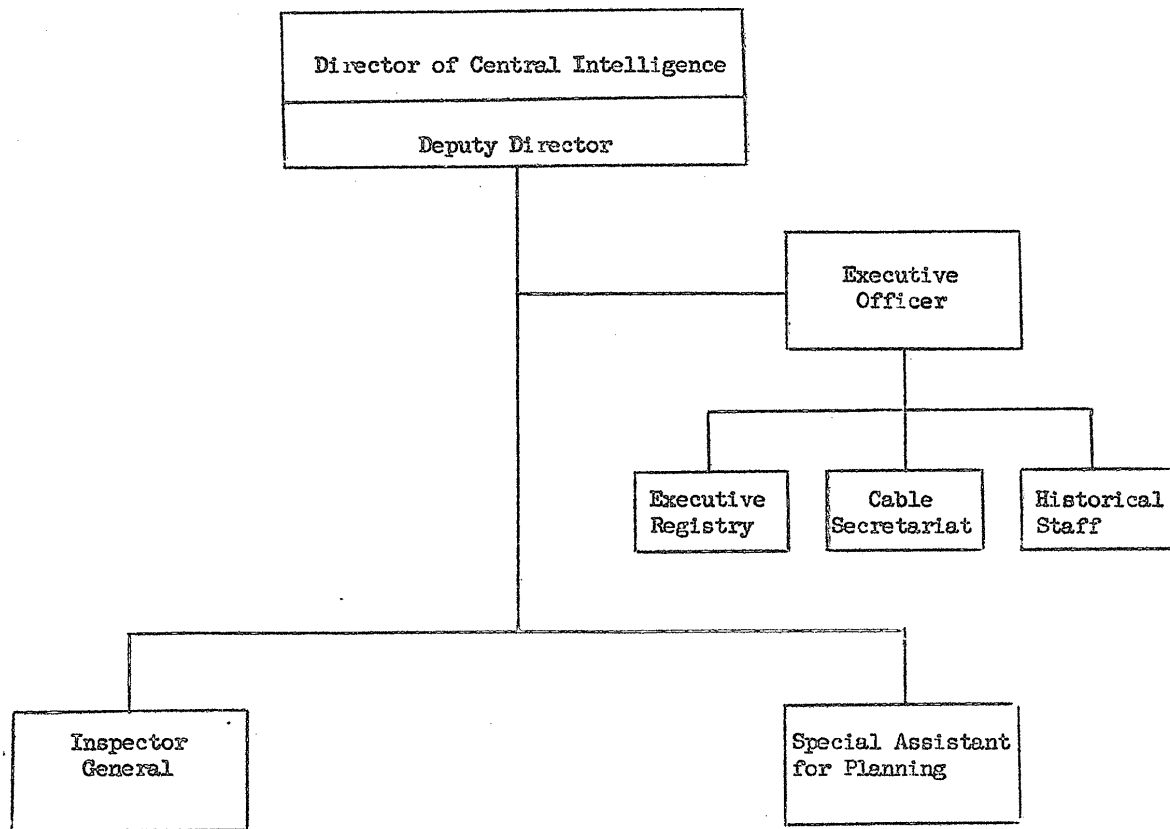 Director of Central Intelligence
Deputy Director
Executive
Officer
Executive
Registry
Cable
Secretariat
Historical
Staff
Inspector
General
Special Assistant
for Planning